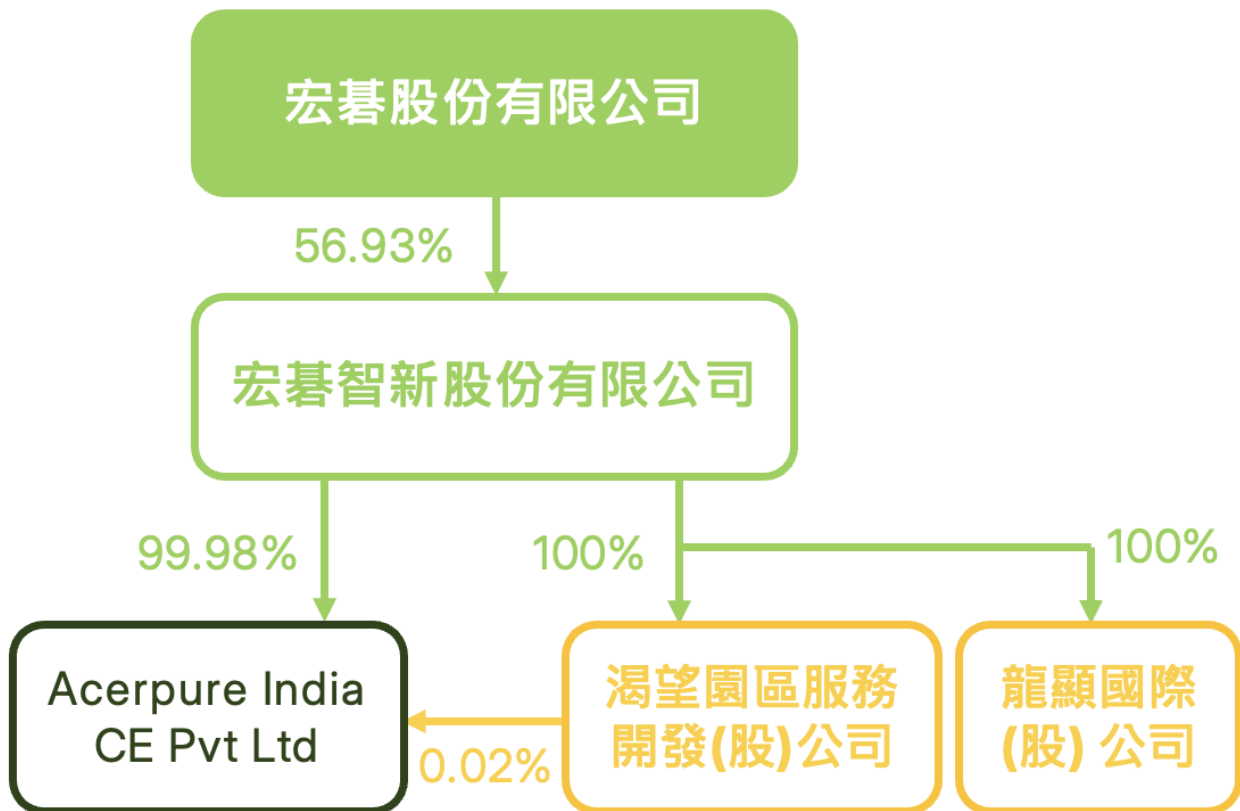 宏碁股份有限公司
56.93%
宏碁智新股份有限公司
99.98%
100%
100%
Acerpure India
CE Pvt Ltd
0.02%
渴望園區服務
開發(股)公司
龍顯國際
(股) 公司